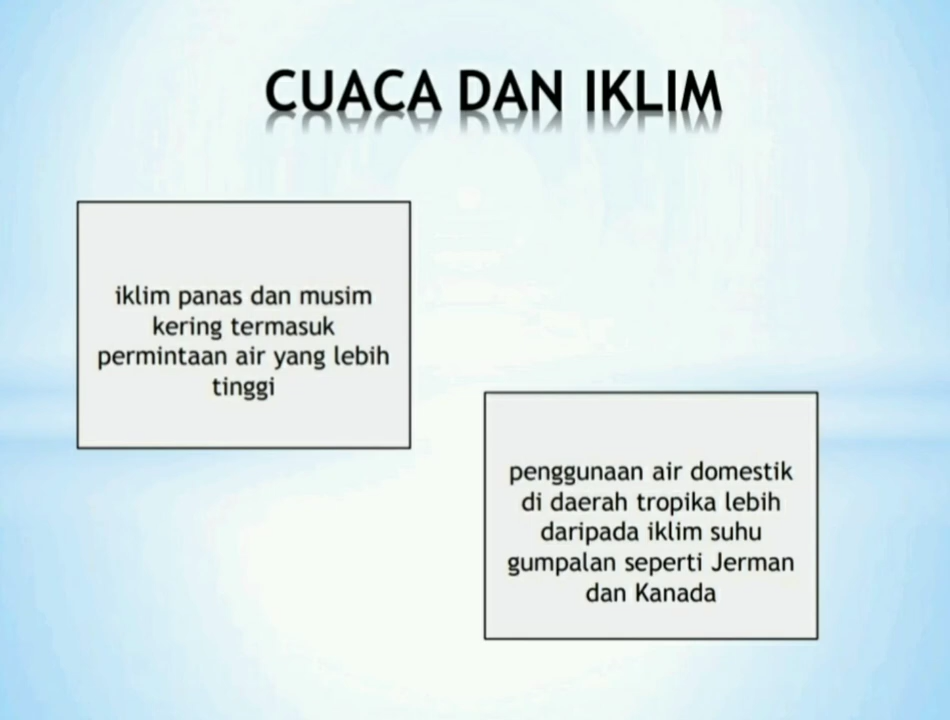 CUACA DAN IKLIM
iklim panas dan musim
kering termasuk
permintaan air yang lebih
tinggi
penggunaan air domestik
di daerah tropika lebih
daripada iklim suhu
gumpalan seperti Jerman
dan Kanada